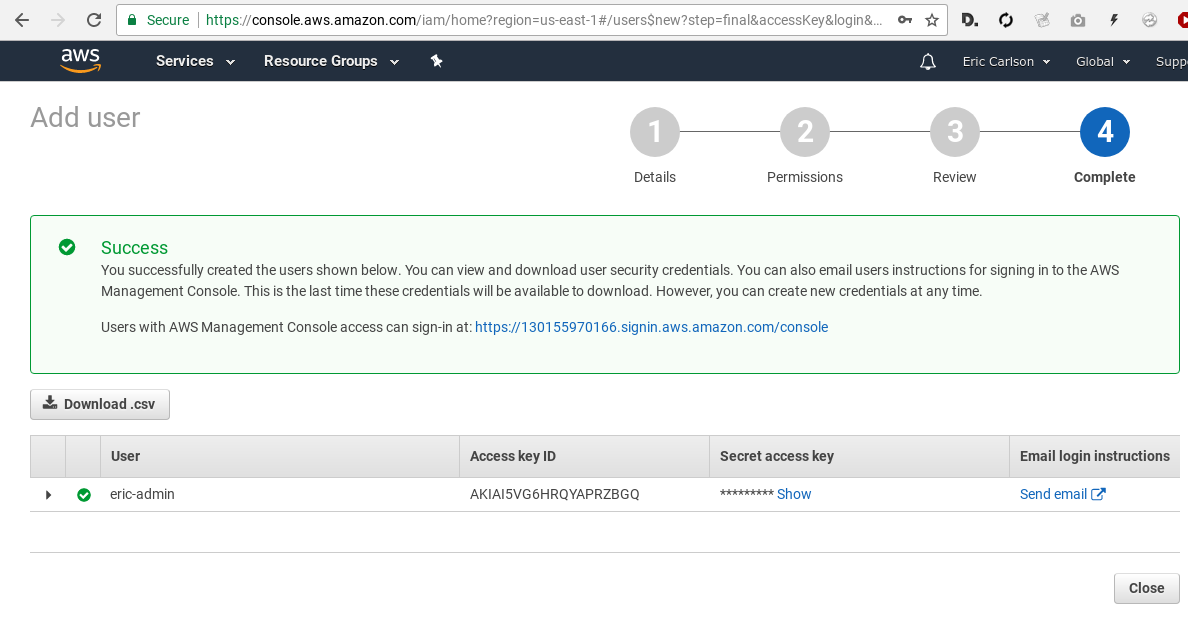 Secure https://console.aws.amazon.com/iam/home?region=us-east-1#/users$new?step=final&accessKey&login&...
D.
aws Services Resource Groups Eric Carlson Global Supp
Add user
1 2 3 4
Details Permissions Review Complete
Success
You successfully created the users shown below. You can view and download user security credentials. You can also email users instructions for signing in to the AWS
Management Console. This is the last time these credentials will be available to download. However, you can create new credentials at any time.
Users with AWS Management Console access can sign-in at: https://130155970166.signin.aws.amazon.com/console
Download .csv
User Access key ID Secret access key Email login instructions
eric-admin AKIAI5VG6HRQYAPRZBGQ ********* Show Send email
Close